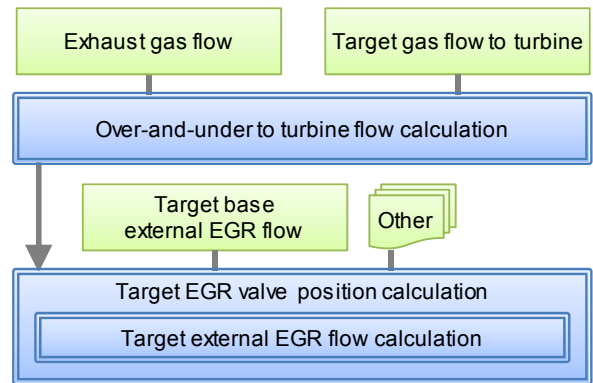 Exhaust gas flow
Target gas flow to turbine
Over-and-under to turbine flow calculation
Target base
external EGR flow
Other
Target EGR valve position calculation
Target external EGR flow calculation